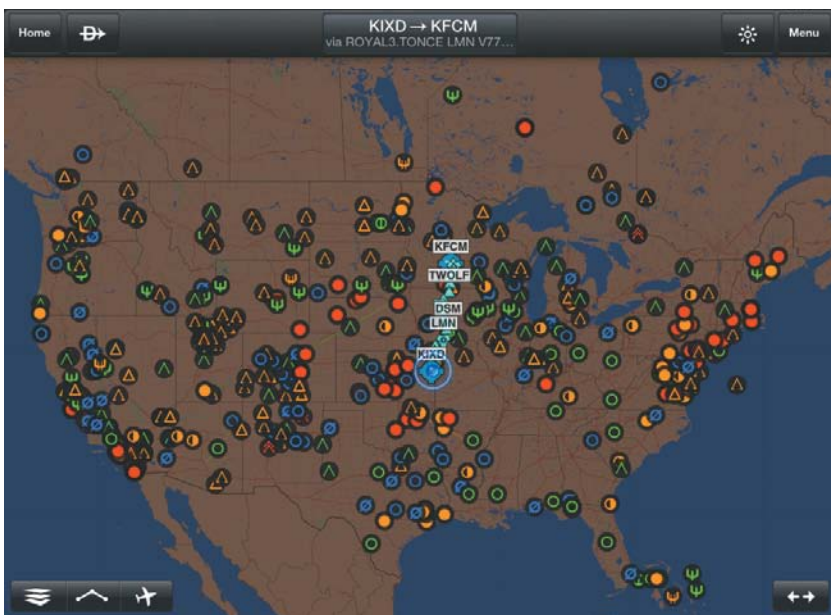 Home
KIXD → KFCM
via ROYAL3.TONCE LMN V77...
Menu
KFCM
TWOLF
DSM
LMN
KIXD